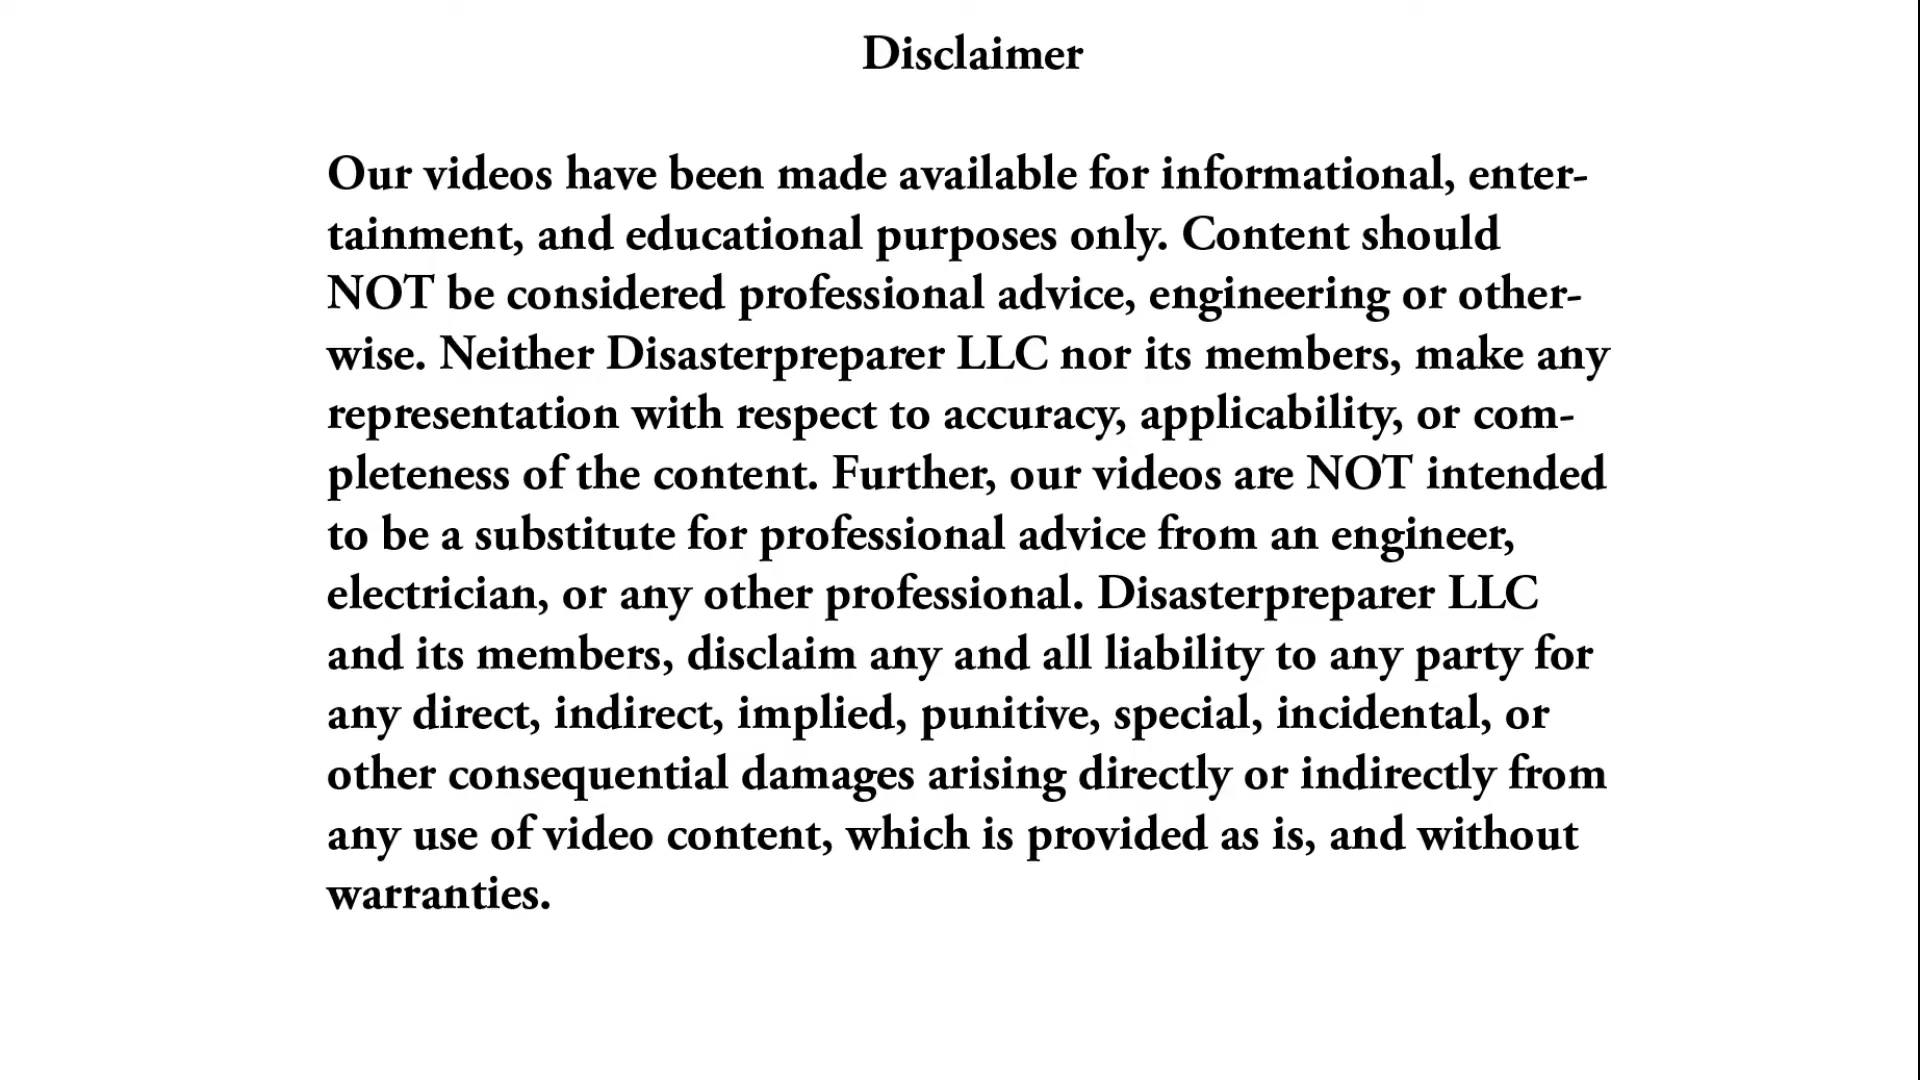 Disclaimer
Our videos have been made available for informational, enter-
tainment, and educational purposes only. Content should
NOT be considered professional advice, engineering or other-
wise. Neither Disasterpreparer LLC nor its members, make any
representation with respect to accuracy, applicability, or com-
pleteness of the content. Further, our videos are NOT intended
to be a substitute for professional advice from an engineer,
electrician, or any other professional. Disasterpreparer LLC
and its members, disclaim any and all liability to any party for
any direct, indirect, implied, punitive, special, incidental, or
other consequential damages arising directly or indirectly from
any use of video content, which is provided as is, and without
warranties.